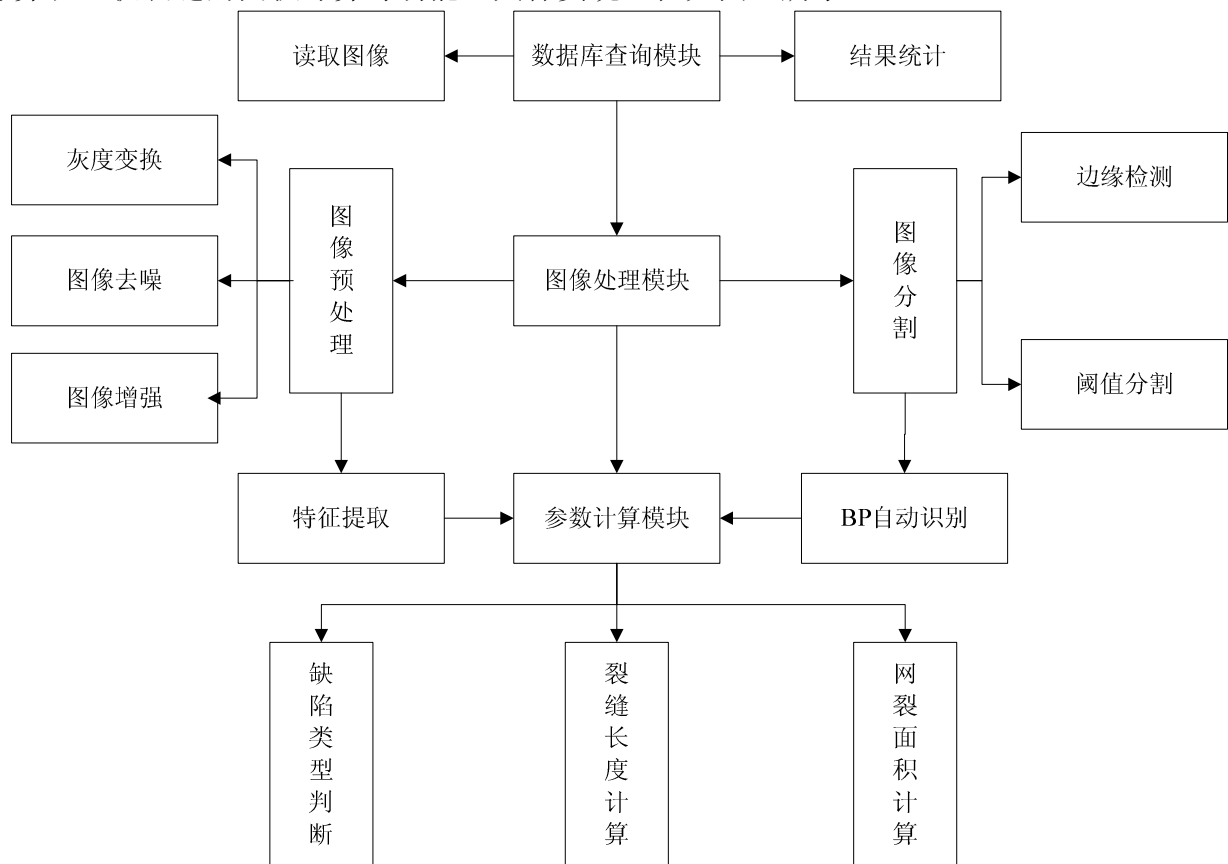 读取图像
数据库查询模块
结果统计
灰度变换
边缘检测
图像预处理
图像分割
图像去噪
图像处理模块
图像增强
阈值分割
特征提取
参数计算模块
BP自动识别
缺陷类型判断
裂缝长度计算
网裂面积计算